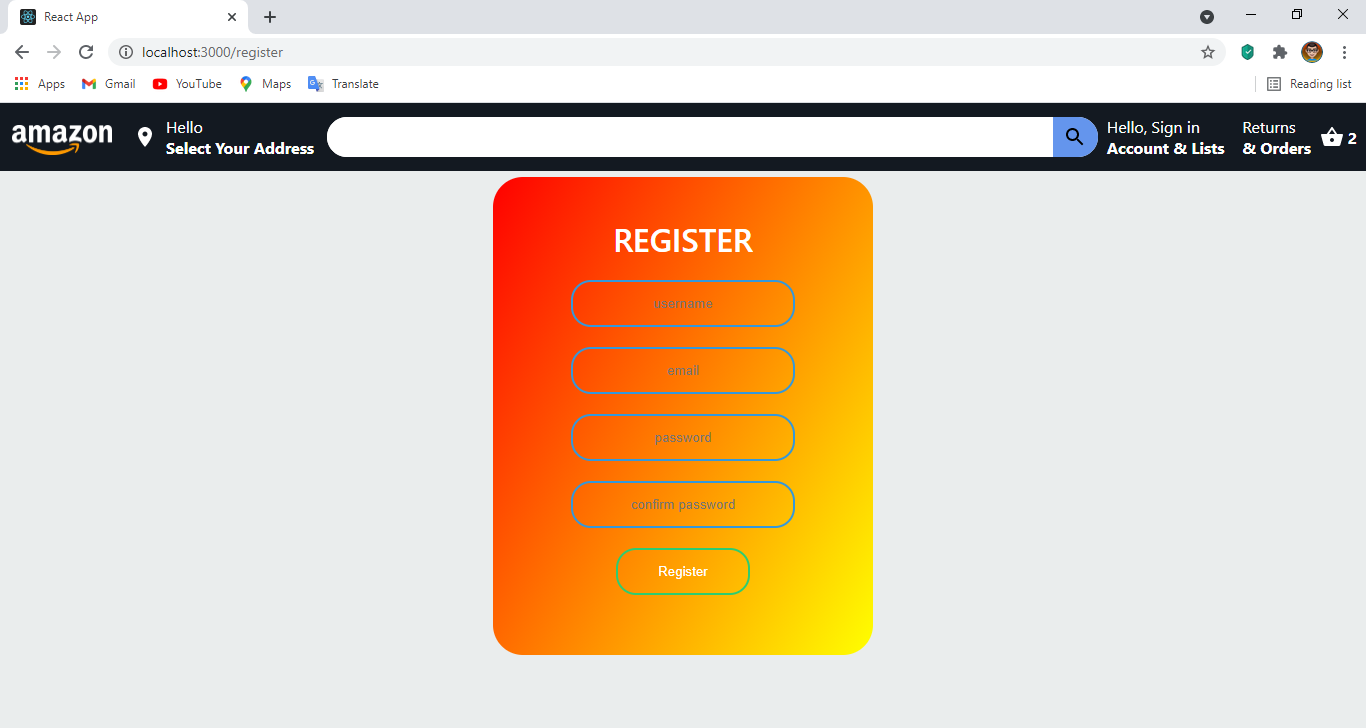 React App
localhost:3000/register
Apps Gmail YouTube Maps Translate Reading list
amazon
Hello
Select Your Address
Hello, Sign in
Account & Lists
Returns
& Orders
2
REGISTER
username
email
password
confirm password
Register